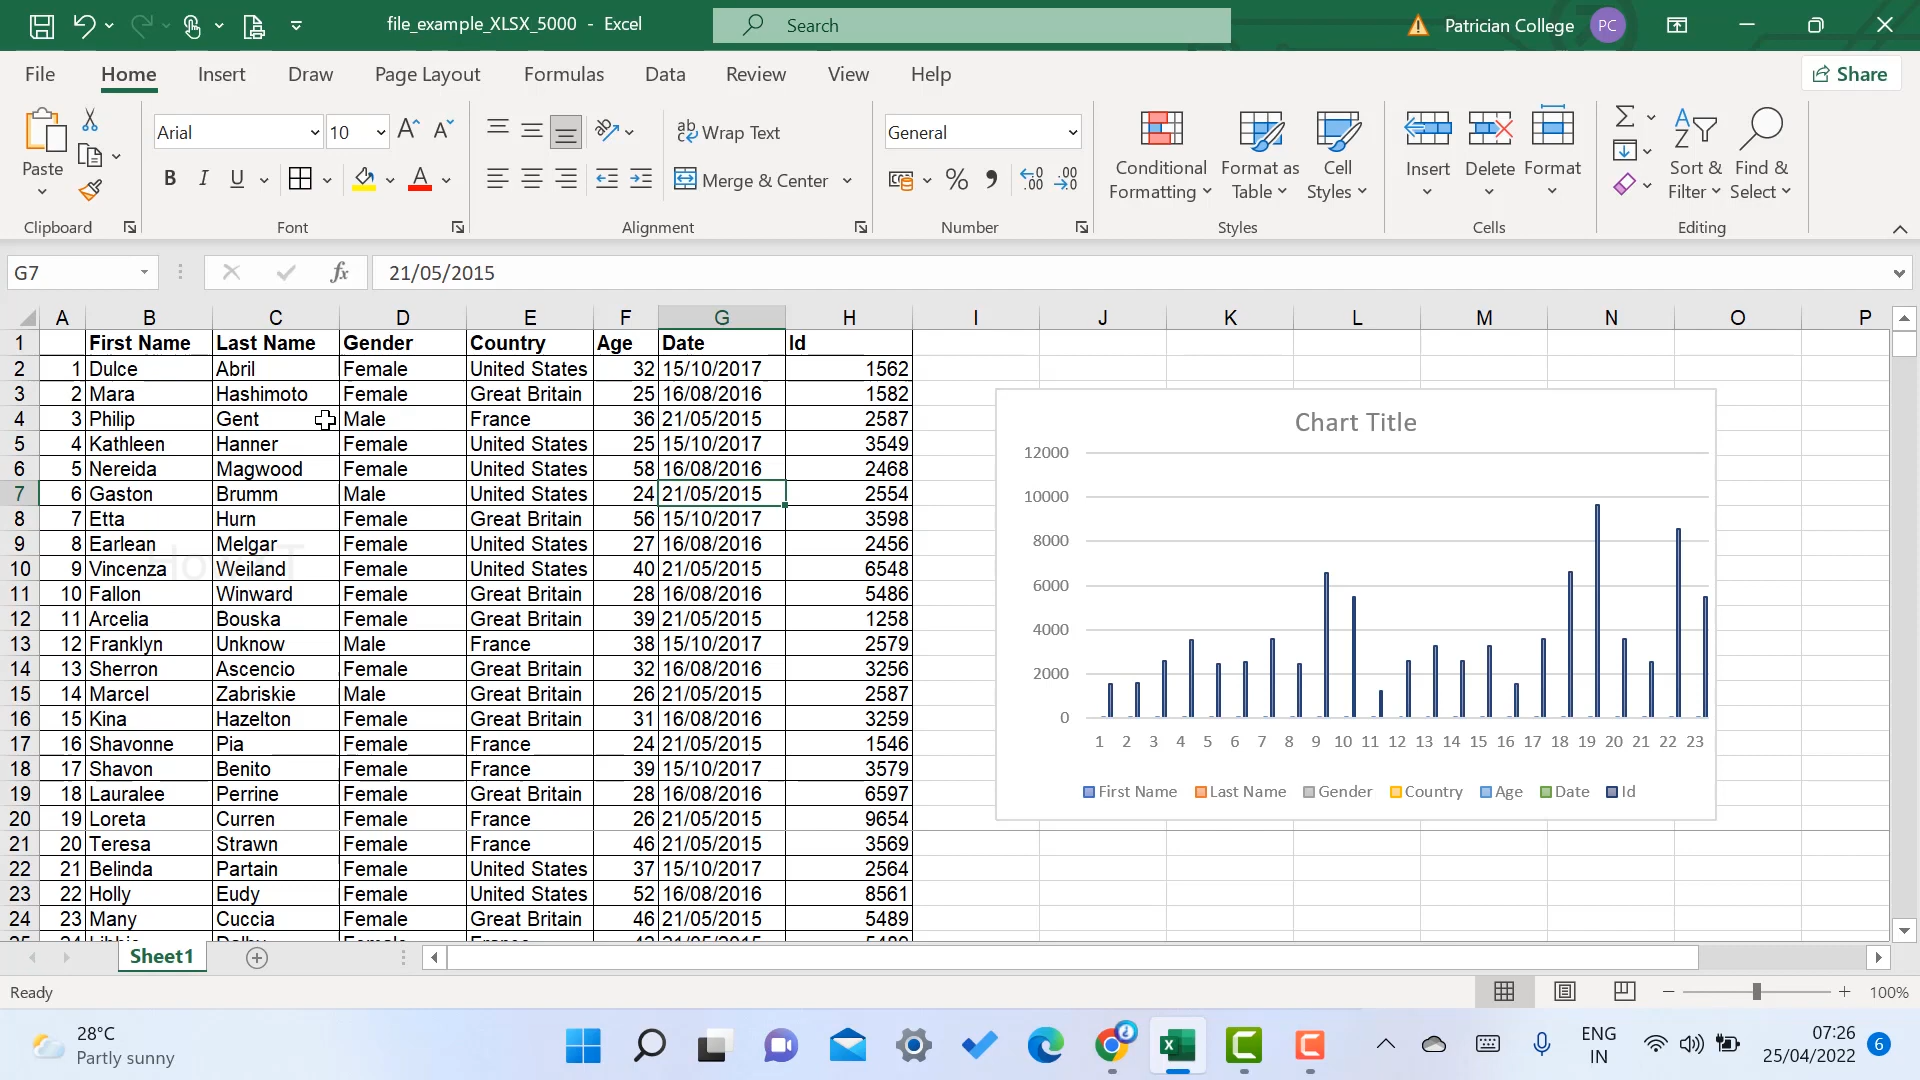 file_example_XLSX_5000 - Excel
Search
Patrician College
PC
File Home Insert Draw Page Layout Formulas Data Review View Help
Share
Paste
Clipboard
Arial
10
B I U
Font
Wrap Text
Merge & Center
Alignment
General
Number
Conditional Formatting
Format as Table
Cell Styles
Styles
Insert
Delete
Format
Cells
Sort & Filter
Find & Select
Editing
G7
fx
21/05/2015
A B C D E F G H I J K L M N O P
1 First Name Last Name Gender Country Age Date Id
2 1 Dulce Abril Female United States 32 15/10/2017 1562
3 2 Mara Hashimoto Female Great Britain 25 16/08/2016 1582
4 3 Philip Gent Male France 36 21/05/2015 2587
5 4 Kathleen Hanner Female United States 25 15/10/2017 3549
6 5 Nereida Magwood Female United States 58 16/08/2016 2468
7 6 Gaston Brumm Male United States 24 21/05/2015 2554
8 7 Etta Hurn Female Great Britain 56 15/10/2017 3598
9 8 Earlean Melgar Female United States 27 16/08/2016 2456
10 9 Vincenza Weiland Female United States 40 21/05/2015 6548
11 10 Fallon Winward Female Great Britain 28 16/08/2016 5486
12 11 Arcelia Bouska Female Great Britain 39 21/05/2015 1258
13 12 Franklyn Unknow Male France 38 15/10/2017 2579
14 13 Sherron Ascencio Female Great Britain 32 16/08/2016 3256
15 14 Marcel Zabriskie Male Great Britain 26 21/05/2015 2587
16 15 Kina Hazelton Female Great Britain 31 16/08/2016 3259
17 16 Shavonne Pia Female France 24 21/05/2015 1546
18 17 Shavon Benito Female France 39 15/10/2017 3579
19 18 Lauralee Perrine Female Great Britain 28 16/08/2016 6597
20 19 Loreta Curren Female France 26 21/05/2015 9654
21 20 Teresa Strawn Female France 46 21/05/2015 3569
22 21 Belinda Partain Female United States 37 15/10/2017 2564
23 22 Holly Eudy Female United States 52 16/08/2016 8561
24 23 Many Cuccia Female Great Britain 46 21/05/2015 5489
Chart Title
12000
10000
8000
6000
4000
2000
0
1 2 3 4 5 6 7 8 9 10 11 12 13 14 15 16 17 18 19 20 21 22 23
First Name Last Name Gender Country Age Date Id
Sheet1
Ready
100%
28°C
Partly sunny
ENG
IN
07:26
25/04/2022
6